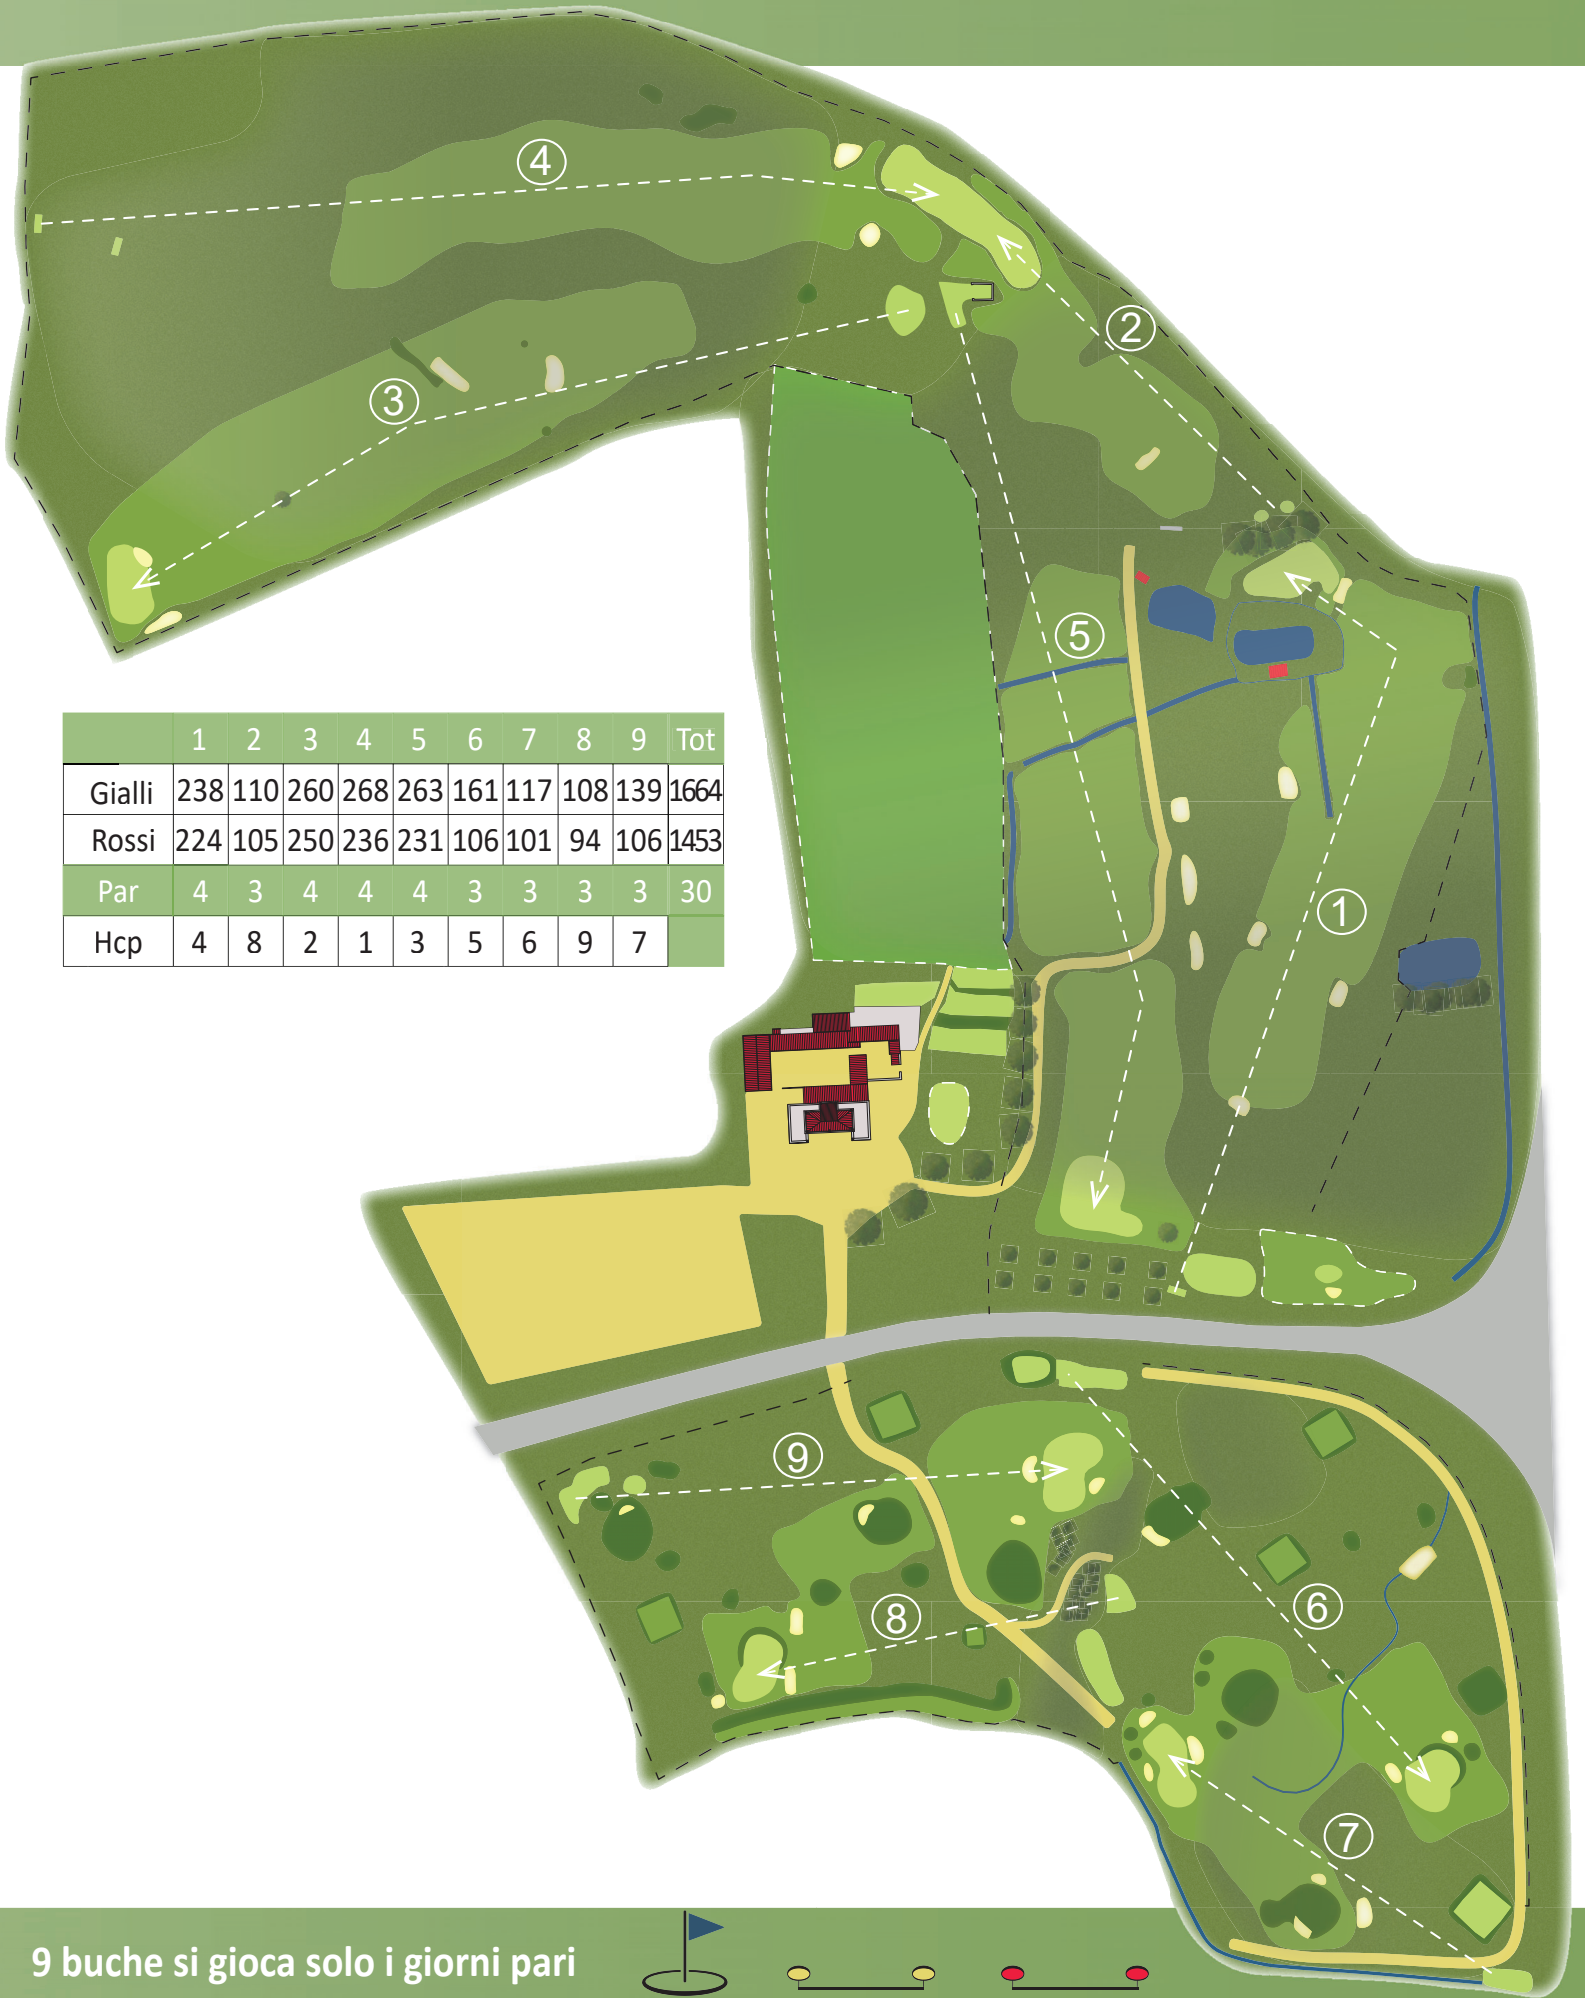 4
2
3
5
1 2 3 4 5 6 7 8 9 Tot
Gialli 238 110 260 268 263 161 117 108 139 1664
Rossi 224 105 250 236 231 106 101 94 106 1453
Par 4 3 4 4 4 3 3 3 3 30
Hcp 4 8 2 1 3 5 6 9 7
1
9
8
6
7
9 buche si gioca solo i giorni pari